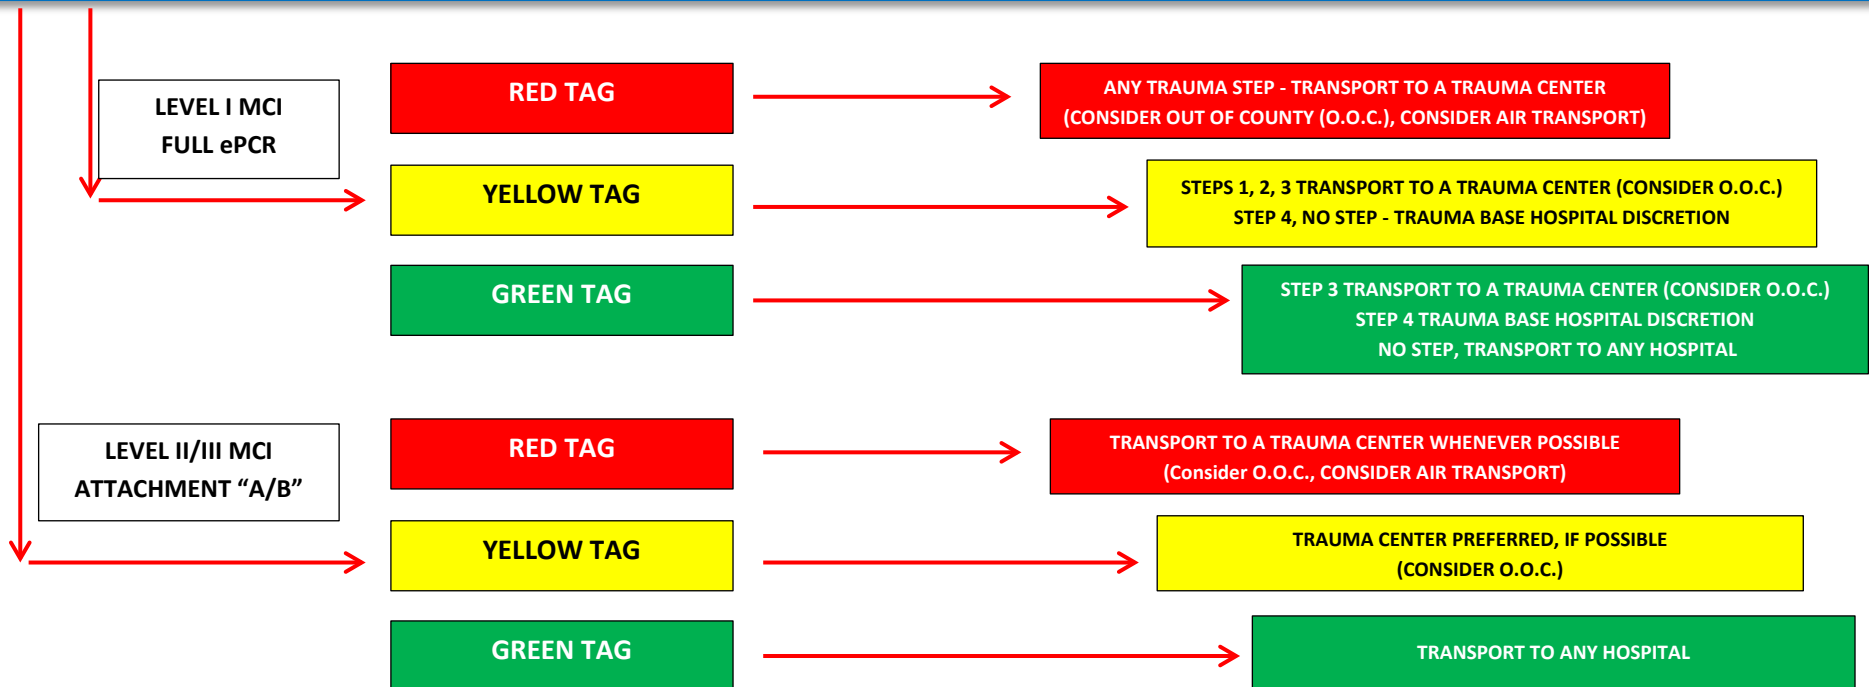 LEVEL I MCI
FULL ePCR
RED TAG
ANY TRAUMA STEP - TRANSPORT TO A TRAUMA CENTER
(CONSIDER OUT OF COUNTY (O.O.C.), CONSIDER AIR TRANSPORT)
YELLOW TAG
STEPS 1, 2, 3 TRANSPORT TO A TRAUMA CENTER (CONSIDER O.O.C.)
STEP 4, NO STEP - TRAUMA BASE HOSPITAL DISCRETION
GREEN TAG
STEP 3 TRANSPORT TO A TRAUMA CENTER (CONSIDER O.O.C.)
STEP 4 TRAUMA BASE HOSPITAL DISCRETION
NO STEP, TRANSPORT TO ANY HOSPITAL
LEVEL II/III MCI
ATTACHMENT “A/B”
RED TAG
TRANSPORT TO A TRAUMA CENTER WHENEVER POSSIBLE
(Consider O.O.C., CONSIDER AIR TRANSPORT)
YELLOW TAG
TRAUMA CENTER PREFERRED, IF POSSIBLE
(CONSIDER O.O.C.)
GREEN TAG
TRANSPORT TO ANY HOSPITAL